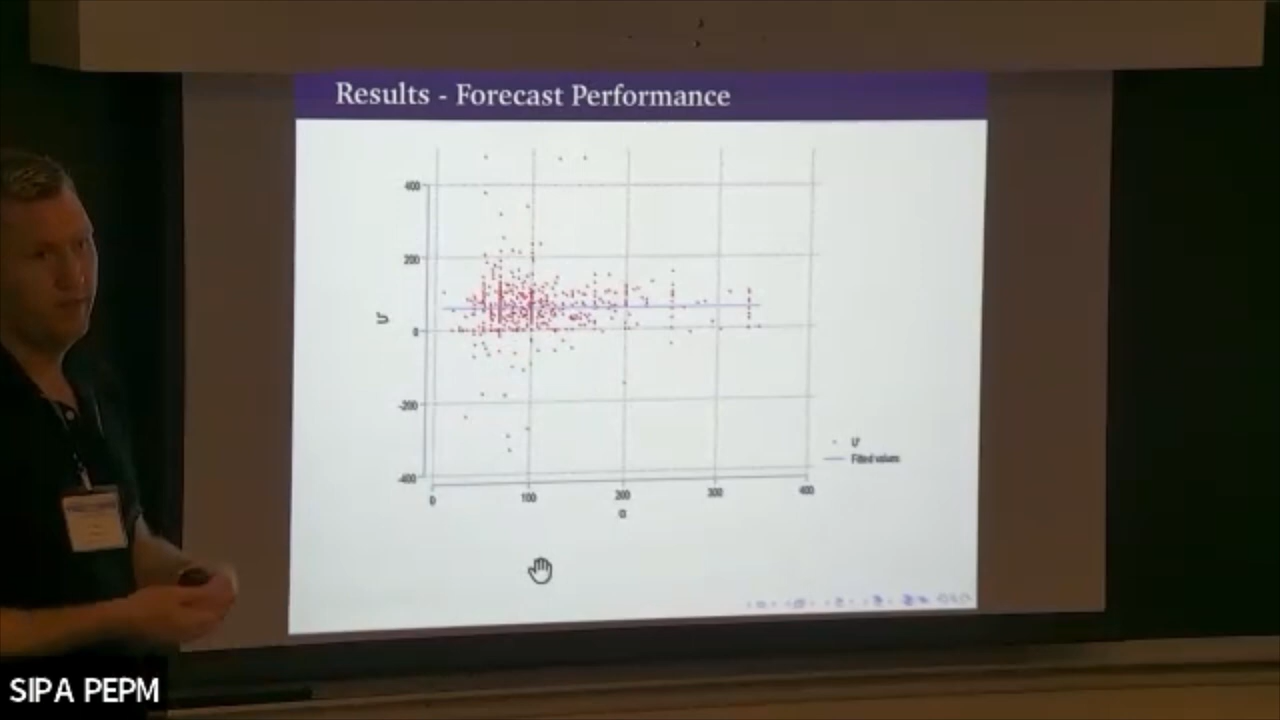 Results - Forecast Performance
400
200
0
-200
-400
0
100
200
300
400
α
Fitted values
SIPA PEPM